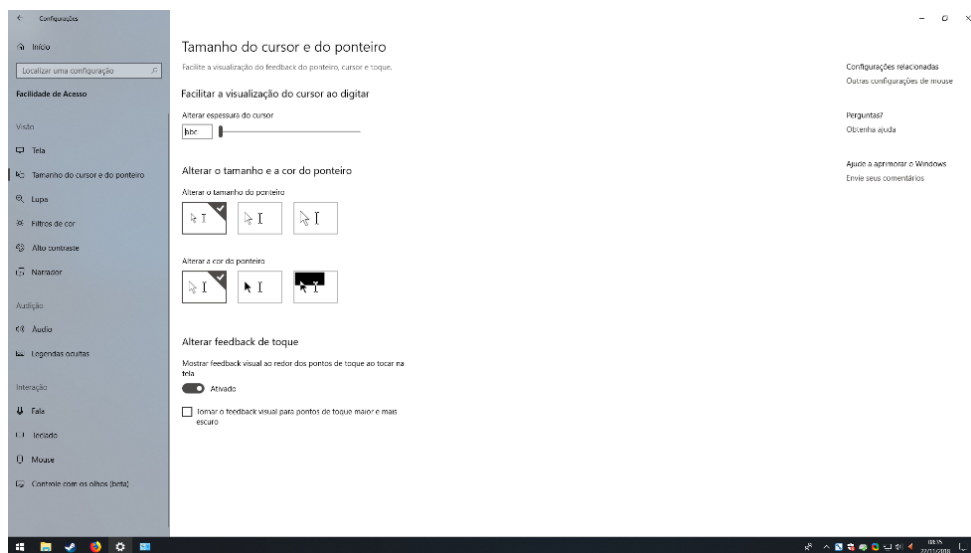 Configurações
Início
Localizar uma configuração
Facilidade de Acesso
Visão
Tela
Tamanho do cursor e do ponteiro
Lupa
Filtros de cor
Alto contraste
Narrador
Audição
Áudio
Legendas ocultas
Interação
Fala
Teclado
Mouse
Controle com os olhos (beta)
Tamanho do cursor e do ponteiro
Facilite a visualização do feedback do ponteiro, cursor e toque.
Facilitar a visualização do cursor ao digitar
Alterar espessura do cursor
abc
Alterar o tamanho e a cor do ponteiro
Alterar o tamanho do ponteiro
Alterar a cor do ponteiro
Alterar feedback de toque
Mostrar feedback visual ao redor dos pontos de toque ao tocar na
tela
Ativado
Tornar o feedback visual para pontos de toque maior e mais
escuro
Configurações relacionadas
Outras configurações de mouse
Perguntas?
Obtenha ajuda
Ajude a aprimorar o Windows
Envie seus comentários
08:15
22/11/2018